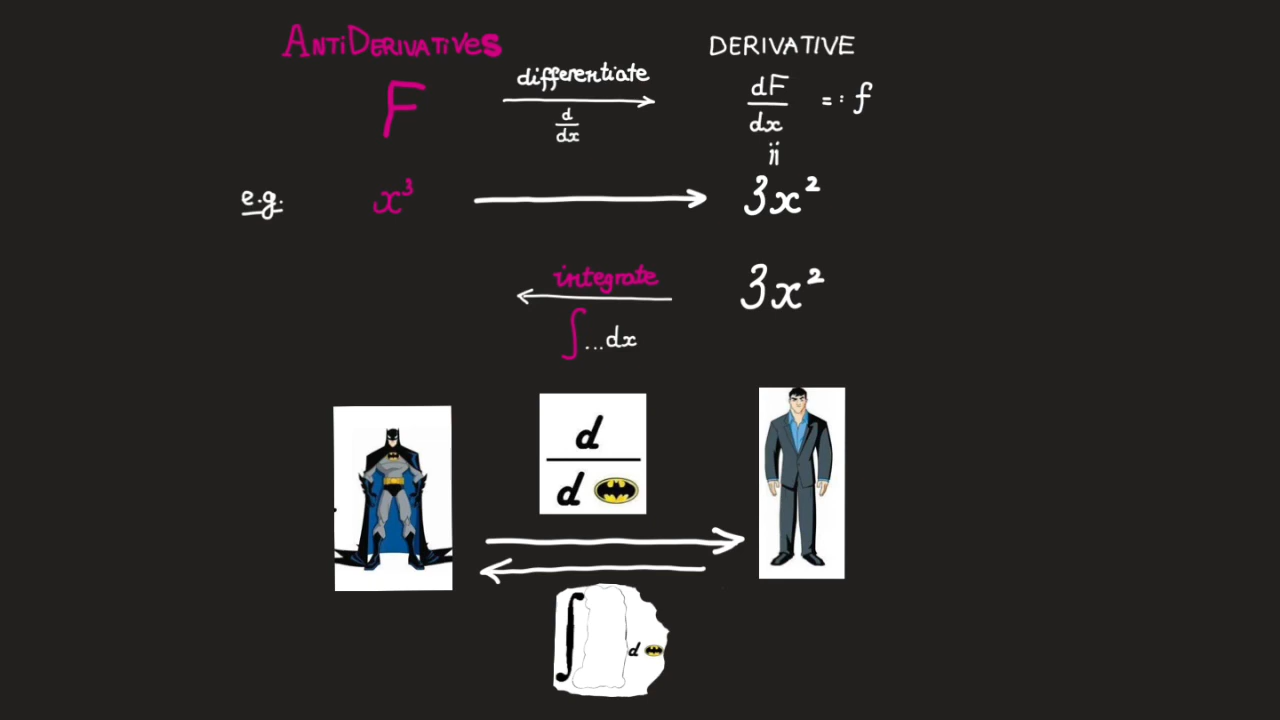 ANTIDERIVATIVES DERIVATIVE
F differentiate d/dx dF/dx =: f
e.g. x³ 3x²
integrate 3x²
∫...dx
d
d
∫ d